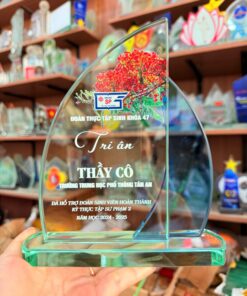 ĐOÀN THỰC TẬP SINH KHÓA 47
Tri ân
THẦY CÔ
TRƯỜNG TRUNG HỌC PHỔ THÔNG TÂN AN
ĐÃ HỖ TRỢ ĐOÀN SINH VIÊN HOÀN THÀNH
KỲ THỰC TẬP SƯ PHẠM 2
NĂM HỌC 2024 - 2025